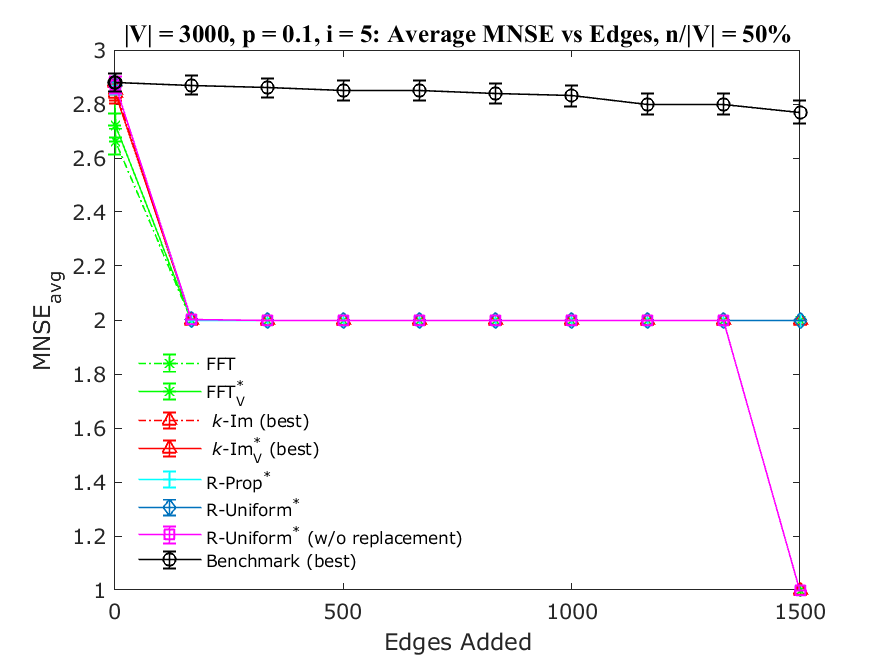 |V| = 3000, p = 0.1, i = 5: Average MNSE vs Edges, n/|V| = 50%
3
2.8
2.6
2.4
2.2
2
1.8
1.6
1.4
1.2
1
MNSE_avg
FFT
FFT*_V
k-Im (best)
k-Im*_V (best)
R-Prop*
R-Uniform*
R-Uniform* (w/o replacement)
Benchmark (best)
0 500 1000 1500
Edges Added